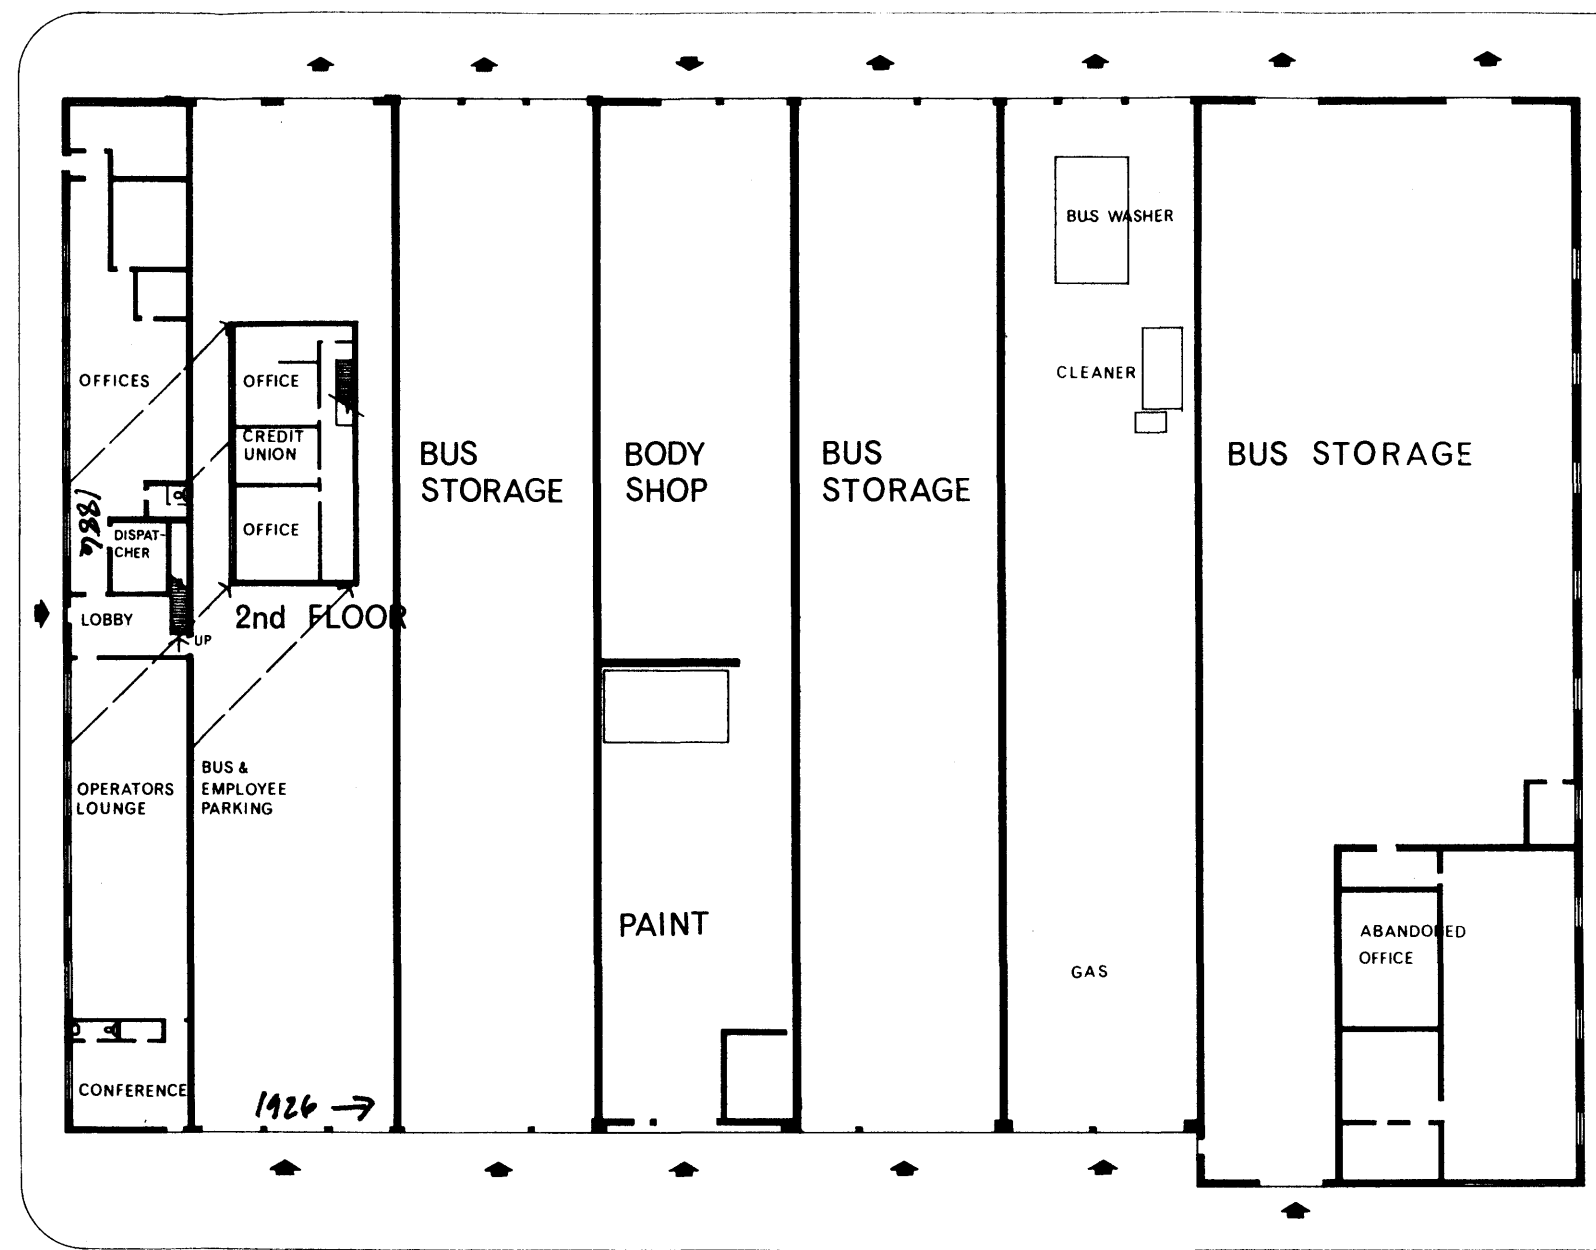 BUS WASHER
OFFICES
OFFICE
CLEANER
CREDIT
UNION
BUS
STORAGE
BODY
SHOP
BUS
STORAGE
BUS STORAGE
1886
DISPAT-
CHER
OFFICE
LOBBY
2nd FLOOR
UP
OPERATORS
LOUNGE
BUS &
EMPLOYEE
PARKING
PAINT
ABANDONED
OFFICE
GAS
CONFERENCE
1926 →